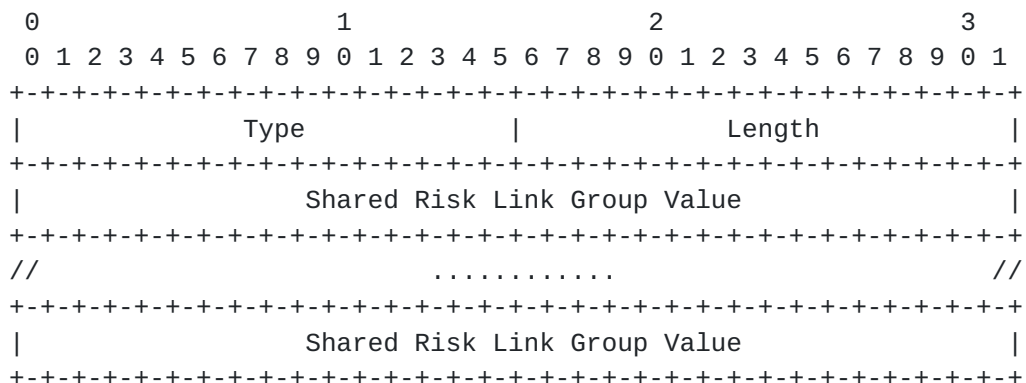 0                   1                   2                   3
 0 1 2 3 4 5 6 7 8 9 0 1 2 3 4 5 6 7 8 9 0 1 2 3 4 5 6 7 8 9 0 1
+-+-+-+-+-+-+-+-+-+-+-+-+-+-+-+-+-+-+-+-+-+-+-+-+-+-+-+-+-+-+-+-+
|              Type             |             Length            |
+-+-+-+-+-+-+-+-+-+-+-+-+-+-+-+-+-+-+-+-+-+-+-+-+-+-+-+-+-+-+-+-+
|                  Shared Risk Link Group Value                 |
+-+-+-+-+-+-+-+-+-+-+-+-+-+-+-+-+-+-+-+-+-+-+-+-+-+-+-+-+-+-+-+-+
//                         ............                        //
+-+-+-+-+-+-+-+-+-+-+-+-+-+-+-+-+-+-+-+-+-+-+-+-+-+-+-+-+-+-+-+-+
|                  Shared Risk Link Group Value                 |
+-+-+-+-+-+-+-+-+-+-+-+-+-+-+-+-+-+-+-+-+-+-+-+-+-+-+-+-+-+-+-+-+